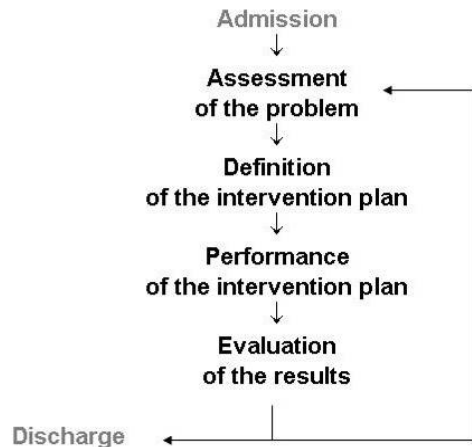 Admission
Assessment
of the problem
Definition
of the intervention plan
Performance
of the intervention plan
Evaluation
of the results
Discharge